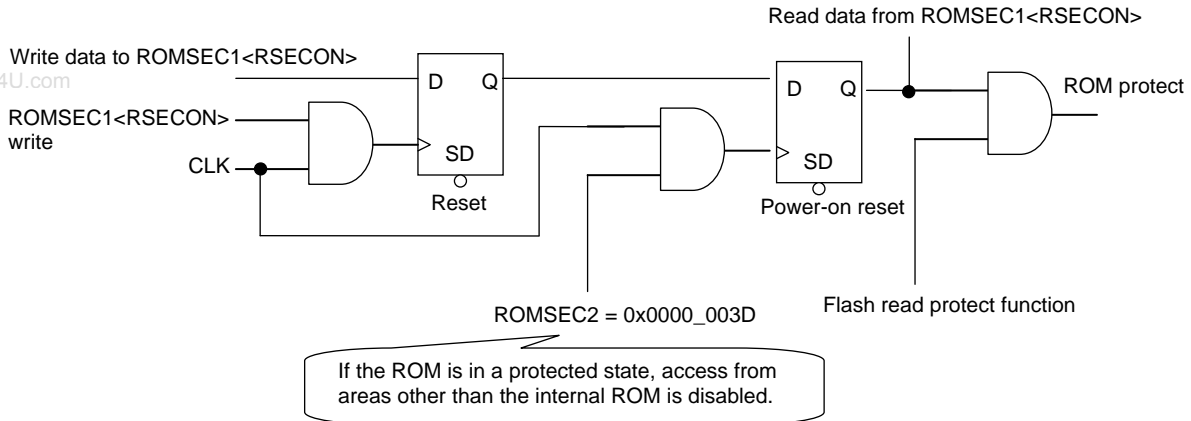 Read data from ROMSEC1<RSECON>
Write data to ROMSEC1<RSECON>
4U.com
D Q
D Q
ROM protect
ROMSEC1<RSECON>
write
CLK
SD
SD
Reset
Power-on reset
ROMSEC2 = 0x0000_003D
Flash read protect function
If the ROM is in a protected state, access from
areas other than the internal ROM is disabled.